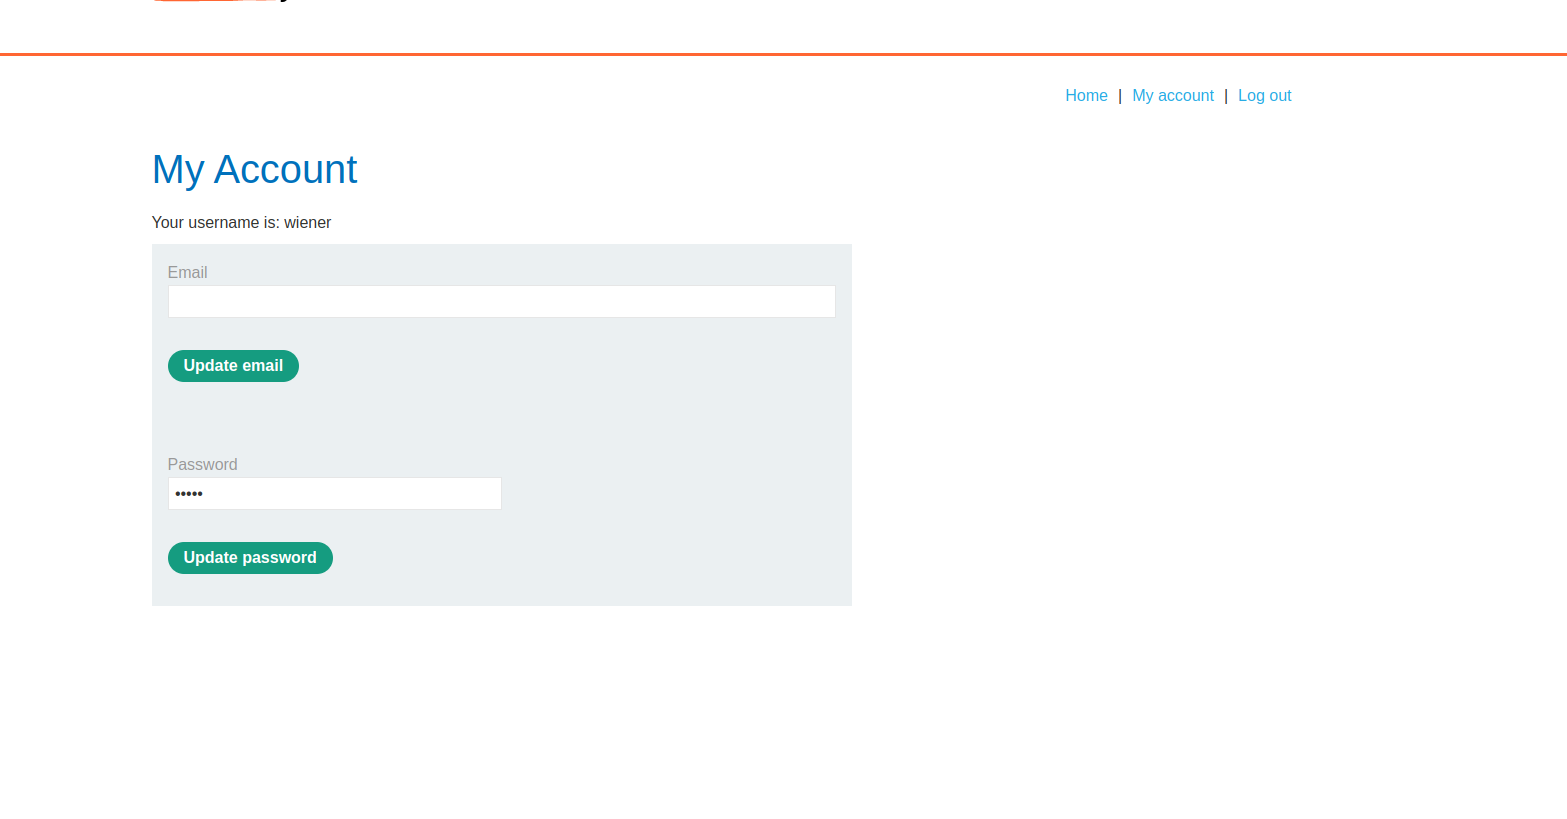 Home | My account | Log out
My Account
Your username is: wiener
Email
Update email
Password
•••••
Update password